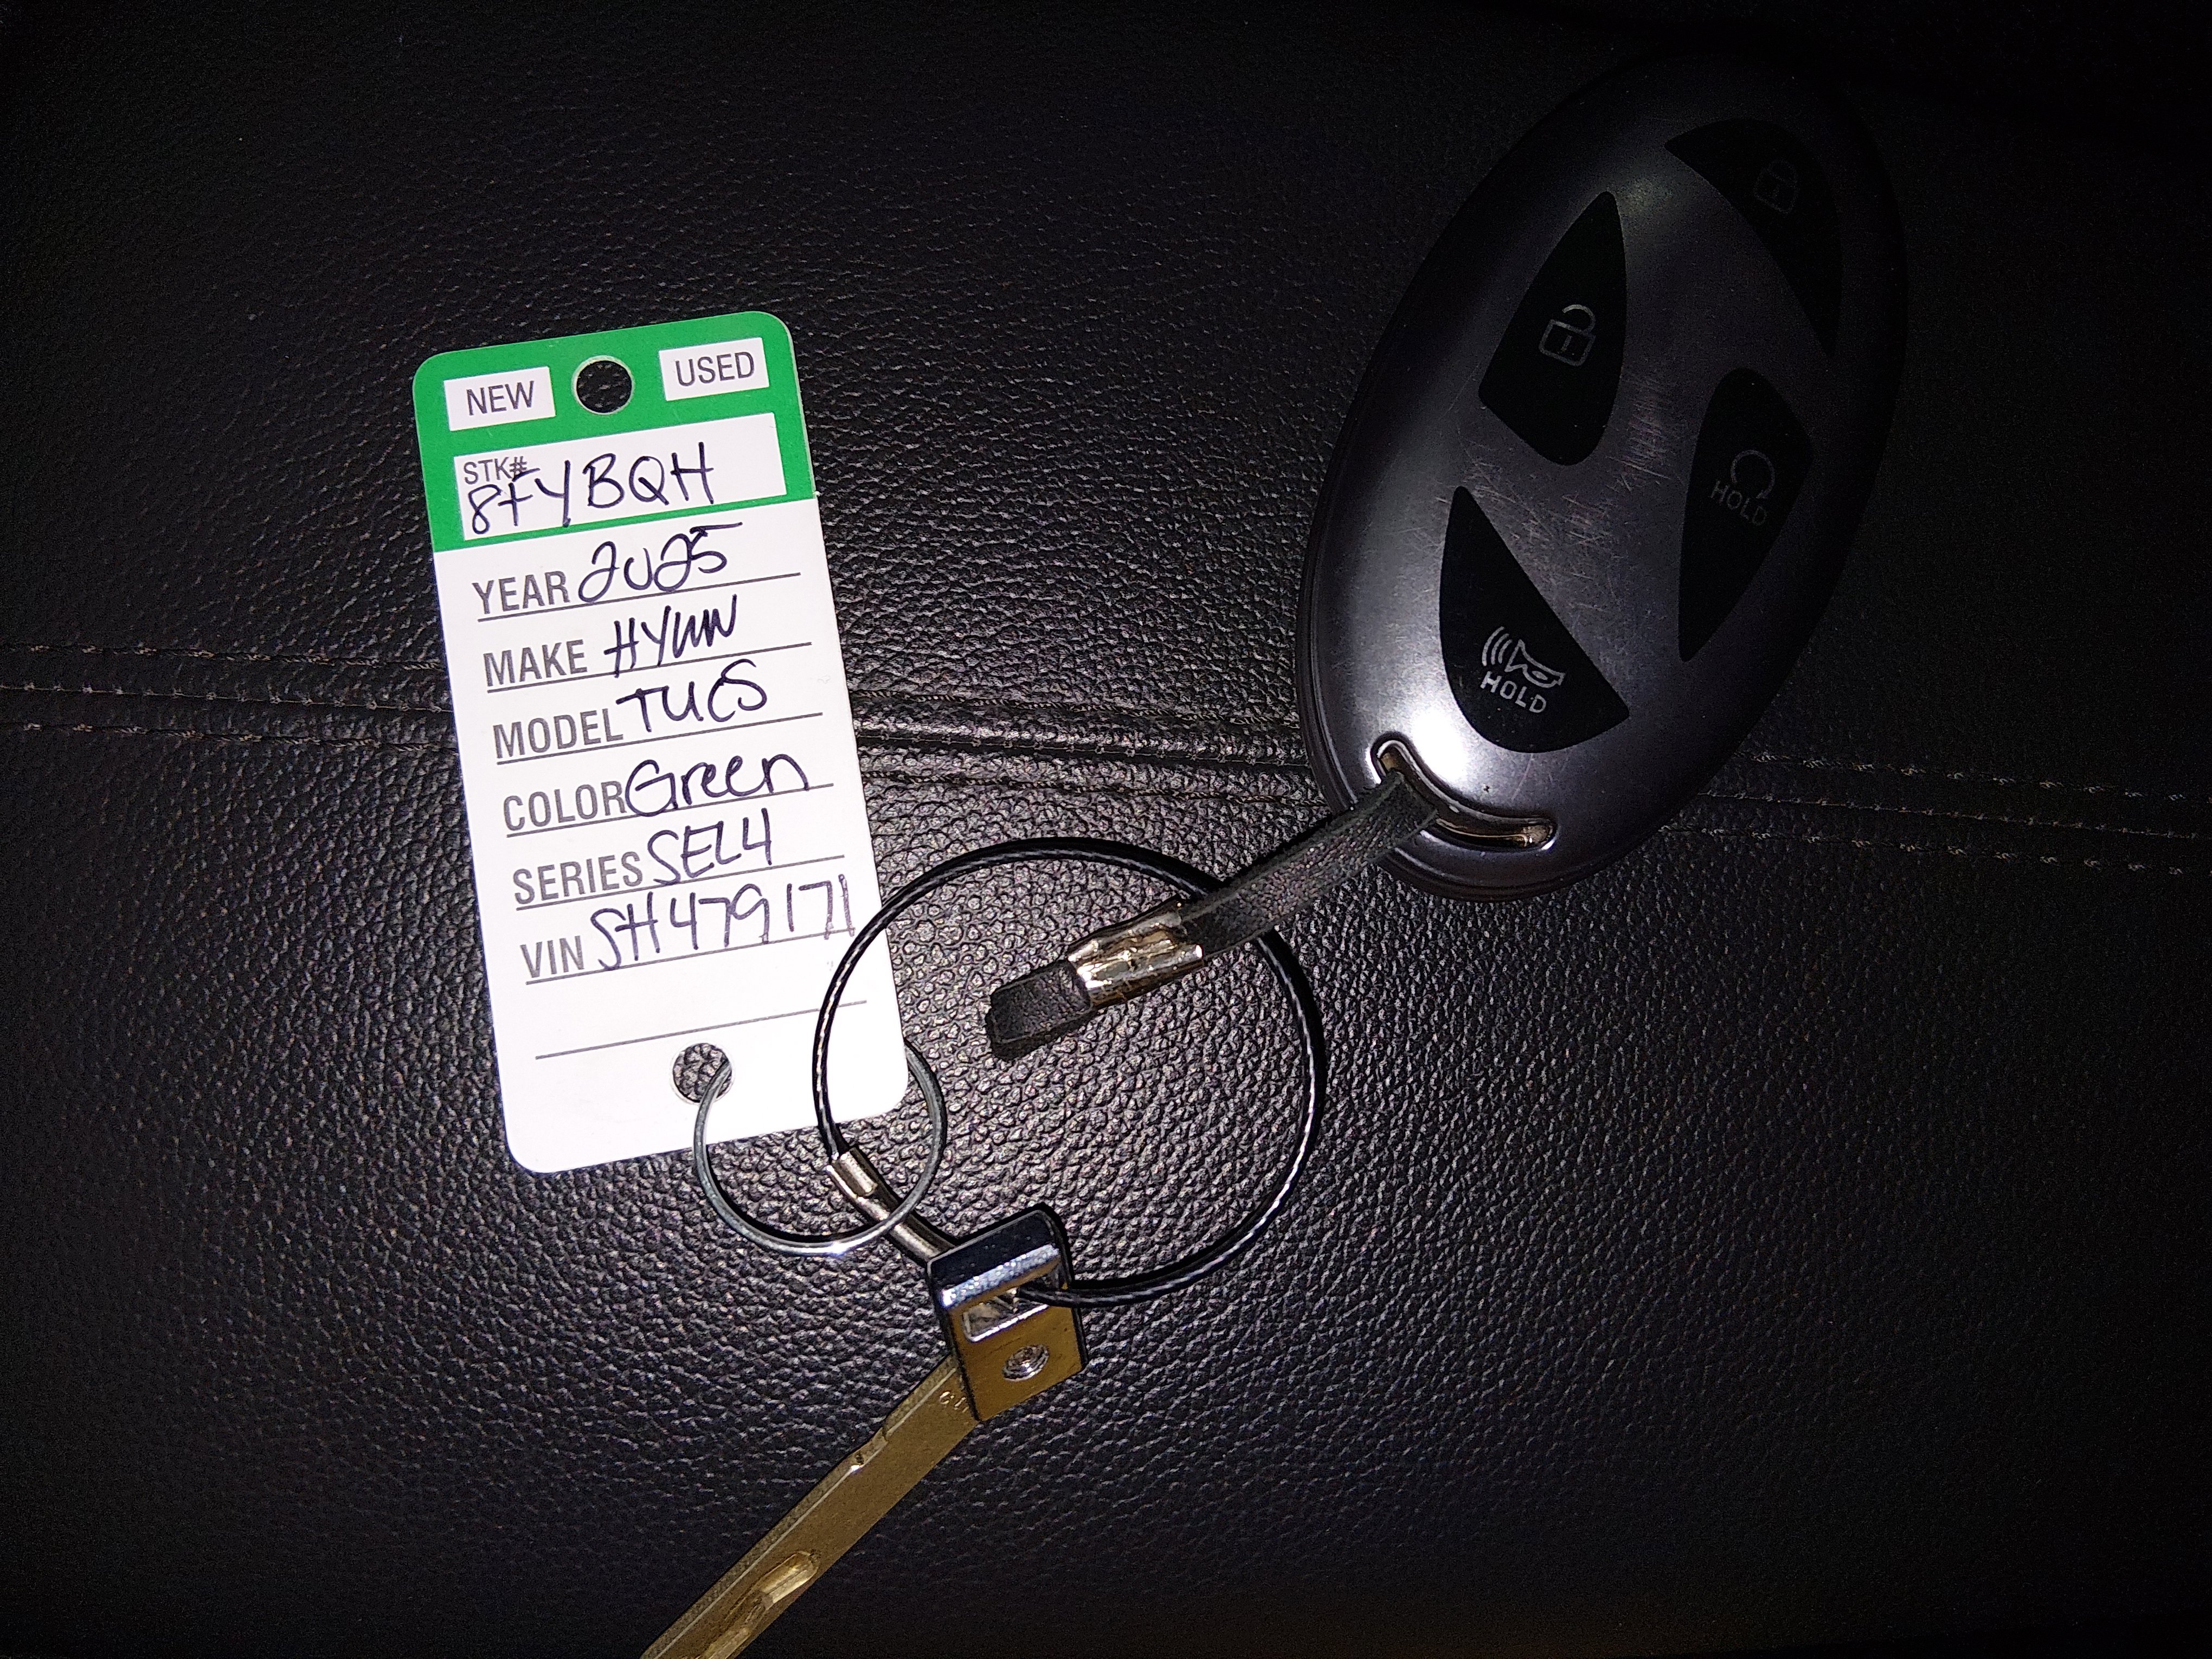 NEW USED
STK# 8FYBQH
YEAR 2025
MAKE HYUN
MODEL TUCS
COLOR Green
SERIES SEL4
VIN SH479171
HOLD
HOLD